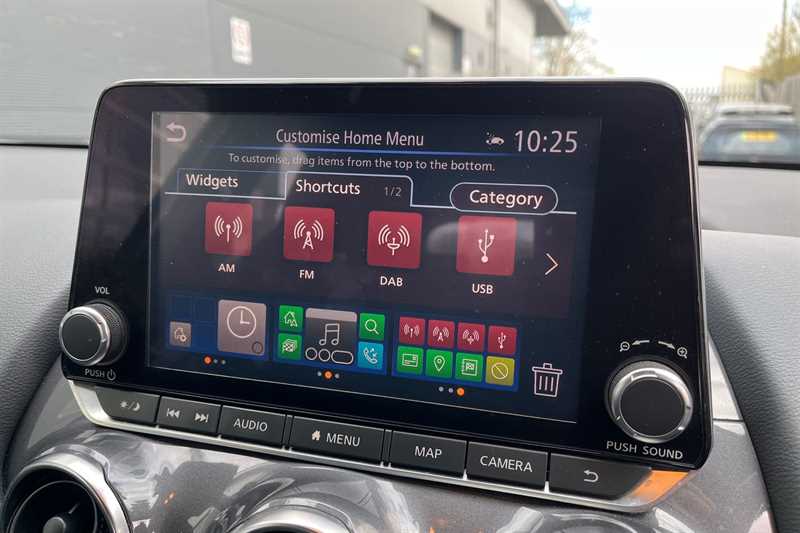 Customise Home Menu
10:25
To customise, drag items from the top to the bottom.
Widgets
Shortcuts 1/2
Category
AM
FM
DAB
USB
VOL
PUSH
PUSH SOUND
AUDIO
MENU
MAP
CAMERA